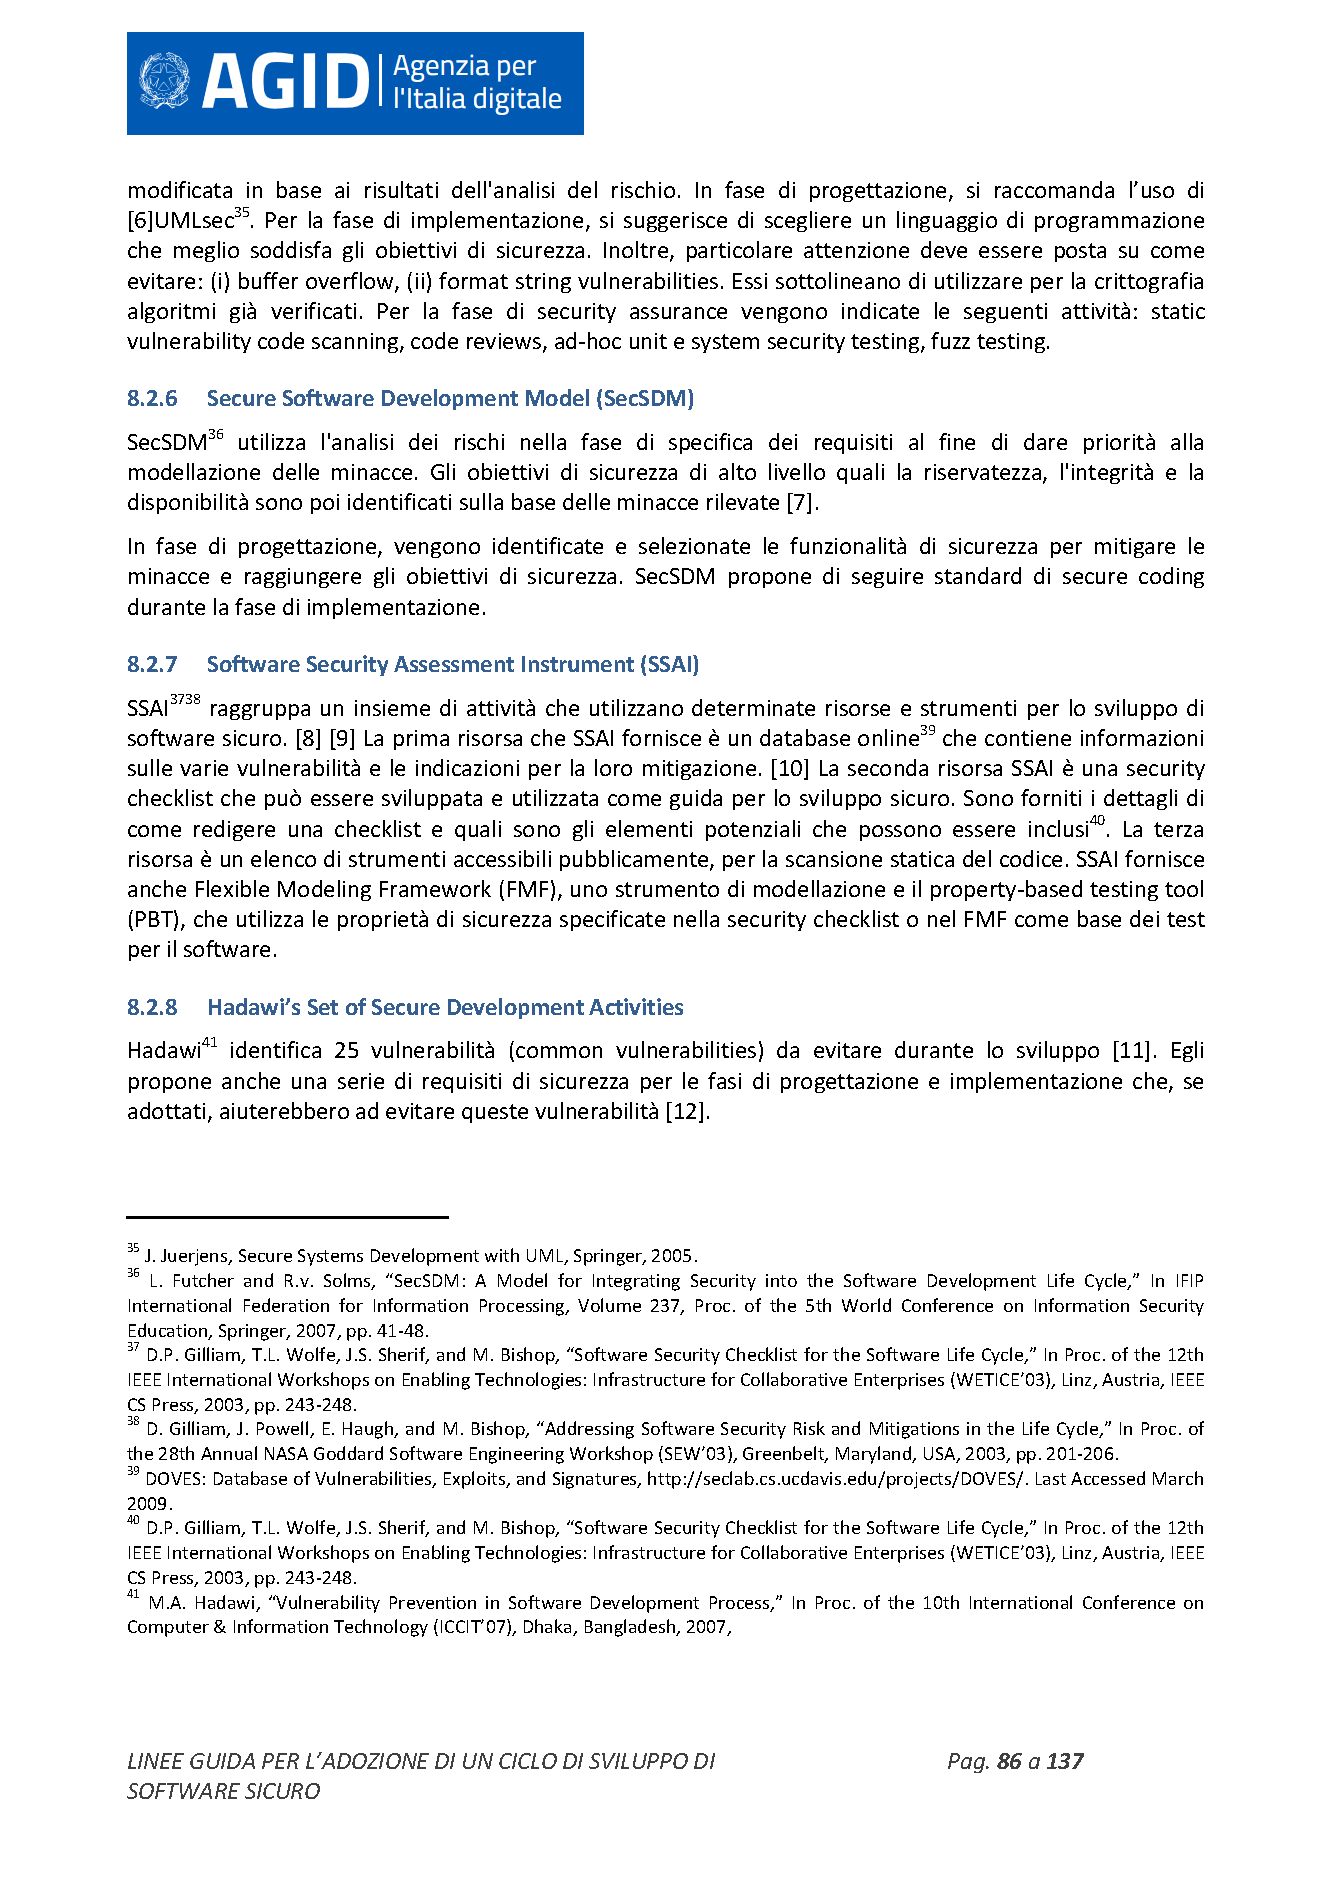 AGID Agenzia per
l'Italia digitale
modificata in base ai risultati dell'analisi del rischio. In fase di progettazione, si raccomanda l’uso di
[6]UMLsec35. Per la fase di implementazione, si suggerisce di scegliere un linguaggio di programmazione
che meglio soddisfa gli obiettivi di sicurezza. Inoltre, particolare attenzione deve essere posta su come
evitare: (i) buffer overflow, (ii) format string vulnerabilities. Essi sottolineano di utilizzare per la crittografia
algoritmi già verificati. Per la fase di security assurance vengono indicate le seguenti attività: static
vulnerability code scanning, code reviews, ad-hoc unit e system security testing, fuzz testing.
8.2.6 Secure Software Development Model (SecSDM)
SecSDM36 utilizza l'analisi dei rischi nella fase di specifica dei requisiti al fine di dare priorità alla
modellazione delle minacce. Gli obiettivi di sicurezza di alto livello quali la riservatezza, l'integrità e la
disponibilità sono poi identificati sulla base delle minacce rilevate [7].
In fase di progettazione, vengono identificate e selezionate le funzionalità di sicurezza per mitigare le
minacce e raggiungere gli obiettivi di sicurezza. SecSDM propone di seguire standard di secure coding
durante la fase di implementazione.
8.2.7 Software Security Assessment Instrument (SSAI)
SSAI3738 raggruppa un insieme di attività che utilizzano determinate risorse e strumenti per lo sviluppo di
software sicuro. [8] [9] La prima risorsa che SSAI fornisce è un database online39 che contiene informazioni
sulle varie vulnerabilità e le indicazioni per la loro mitigazione. [10] La seconda risorsa SSAI è una security
checklist che può essere sviluppata e utilizzata come guida per lo sviluppo sicuro. Sono forniti i dettagli di
come redigere una checklist e quali sono gli elementi potenziali che possono essere inclusi40. La terza
risorsa è un elenco di strumenti accessibili pubblicamente, per la scansione statica del codice. SSAI fornisce
anche Flexible Modeling Framework (FMF), uno strumento di modellazione e il property-based testing tool
(PBT), che utilizza le proprietà di sicurezza specificate nella security checklist o nel FMF come base dei test
per il software.
8.2.8 Hadawi’s Set of Secure Development Activities
Hadawi41 identifica 25 vulnerabilità (common vulnerabilities) da evitare durante lo sviluppo [11]. Egli
propone anche una serie di requisiti di sicurezza per le fasi di progettazione e implementazione che, se
adottati, aiuterebbero ad evitare queste vulnerabilità [12].
35 J. Juerjens, Secure Systems Development with UML, Springer, 2005.
36 L. Futcher and R.v. Solms, “SecSDM: A Model for Integrating Security into the Software Development Life Cycle,” In IFIP
International Federation for Information Processing, Volume 237, Proc. of the 5th World Conference on Information Security
Education, Springer, 2007, pp. 41-48.
37 D.P. Gilliam, T.L. Wolfe, J.S. Sherif, and M. Bishop, “Software Security Checklist for the Software Life Cycle,” In Proc. of the 12th
IEEE International Workshops on Enabling Technologies: Infrastructure for Collaborative Enterprises (WETICE’03), Linz, Austria, IEEE
CS Press, 2003, pp. 243-248.
38 D. Gilliam, J. Powell, E. Haugh, and M. Bishop, “Addressing Software Security Risk and Mitigations in the Life Cycle,” In Proc. of
the 28th Annual NASA Goddard Software Engineering Workshop (SEW’03), Greenbelt, Maryland, USA, 2003, pp. 201-206.
39 DOVES: Database of Vulnerabilities, Exploits, and Signatures, http://seclab.cs.ucdavis.edu/projects/DOVES/. Last Accessed March
2009.
40 D.P. Gilliam, T.L. Wolfe, J.S. Sherif, and M. Bishop, “Software Security Checklist for the Software Life Cycle,” In Proc. of the 12th
IEEE International Workshops on Enabling Technologies: Infrastructure for Collaborative Enterprises (WETICE’03), Linz, Austria, IEEE
CS Press, 2003, pp. 243-248.
41 M.A. Hadawi, “Vulnerability Prevention in Software Development Process,” In Proc. of the 10th International Conference on
Computer & Information Technology (ICCIT’07), Dhaka, Bangladesh, 2007,
LINEE GUIDA PER L’ADOZIONE DI UN CICLO DI SVILUPPO DI Pag. 86 a 137
SOFTWARE SICURO